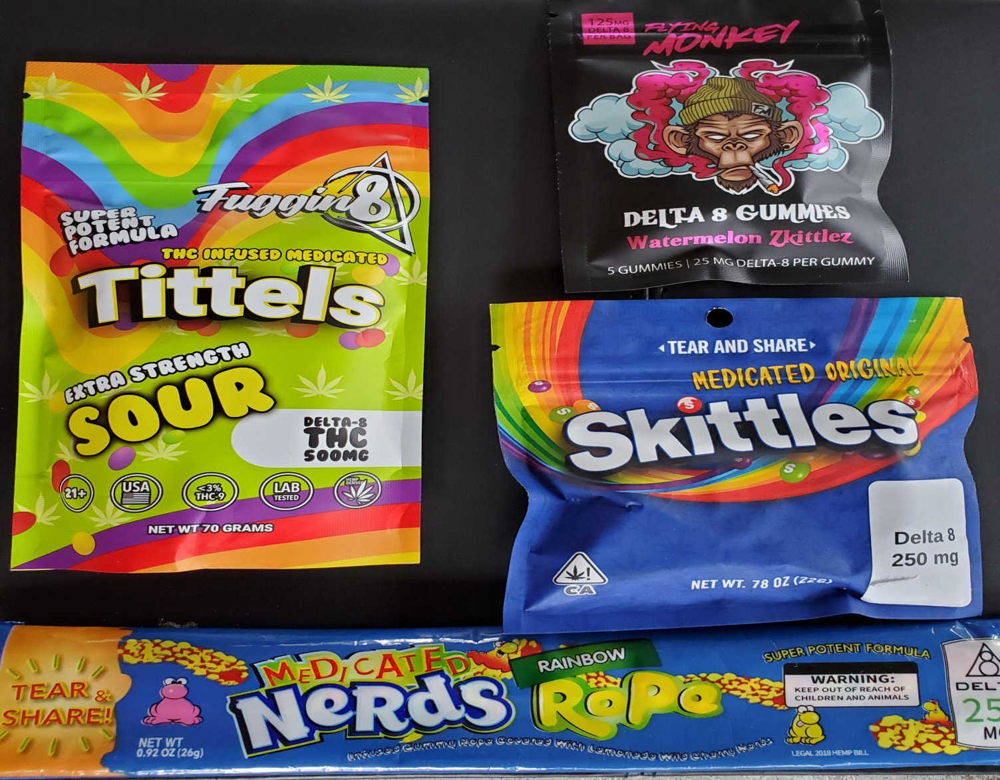 Fuggin 8
SUPER
POTENT
FORMULA
THC INFUSED MEDICATED
Tittels
EXTRA STRENGTH
SOUR
DELTA-8
THC
500MG
21+
USA
<3%
THC-9
LAB
TESTED
HEMP
DERIVED
NET WT 70 GRAMS
125MG
DELTA 8
PER BAG
FLYING
MONKEY
FM
DELTA 8 GUMMIES
Watermelon Zkittlez
5 GUMMIES | 25 MG DELTA-8 PER GUMMY
TEAR AND SHARE
MEDICATED ORIGINAL
Skittles
S
S
S
Delta 8
250 mg
!
CA
NET WT. 78 OZ (22g)
TEAR &
SHARE!
NET WT
0.92 OZ (26g)
MEDICATED
NeRds
RAINBOW
RoPe
Infused Gummy Rope Covered With Lemonade Wild Cherry Nerds
SUPER POTENT FORMULA
WARNING:
KEEP OUT OF REACH OF
CHILDREN AND ANIMALS
LEGAL 2018 HEMP BILL
8
DEL
25
M